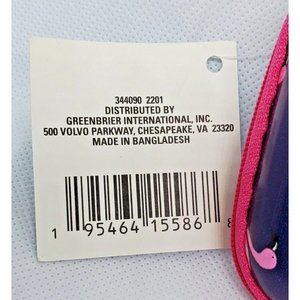 344090 2201
DISTRIBUTED BY
GREENBRIER INTERNATIONAL, INC.
500 VOLVO PARKWAY, CHESAPEAKE, VA 23320
MADE IN BANGLADESH
1 95464 15586 8